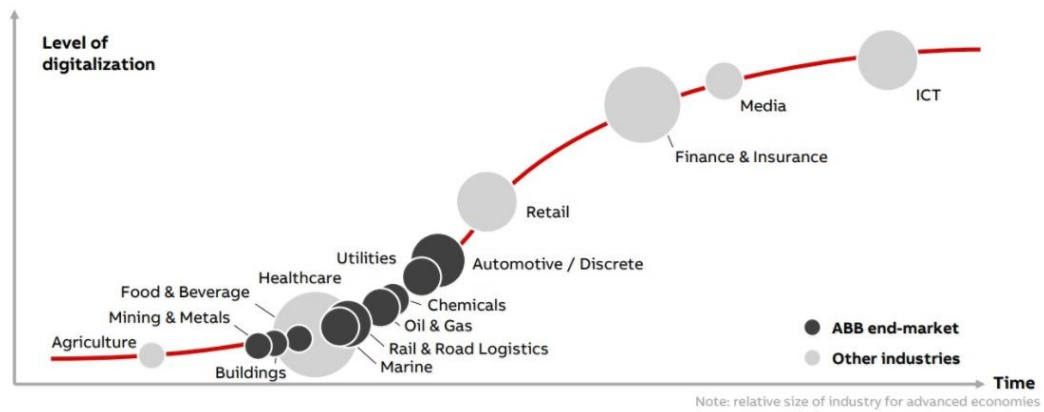 Level of
digitalization
ICT
Media
Finance & Insurance
Retail
Utilities
Automotive / Discrete
Healthcare
Food & Beverage
Chemicals
Mining & Metals
Oil & Gas
Agriculture
Rail & Road Logistics
Marine
Buildings
ABB end-market
Other industries
Time
Note: relative size of industry for advanced economies